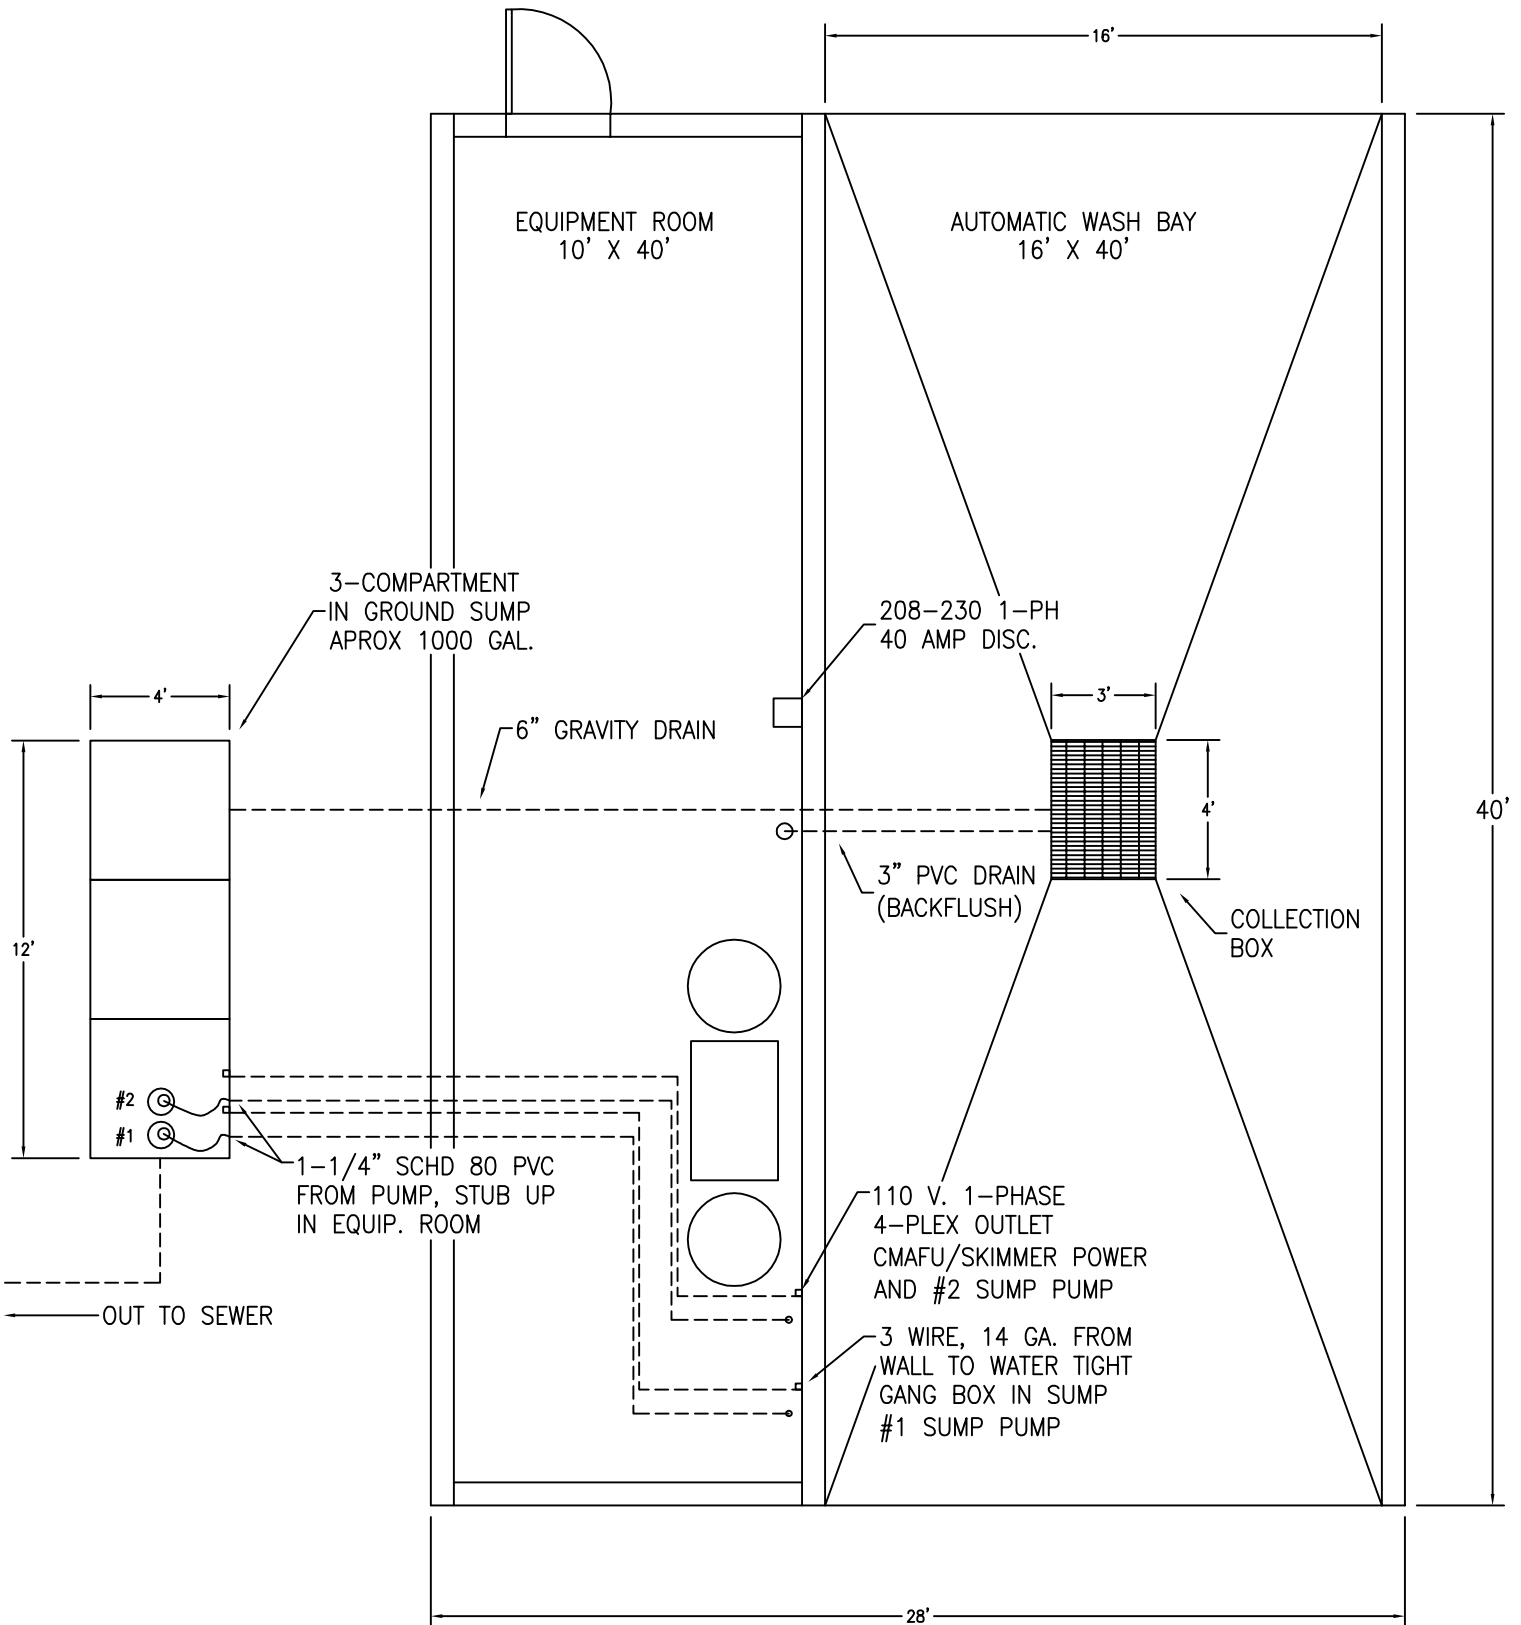 16'
EQUIPMENT ROOM
10' X 40'
AUTOMATIC WASH BAY
16' X 40'
3-COMPARTMENT
IN GROUND SUMP
APROX 1000 GAL.
208-230 1-PH
40 AMP DISC.
4'
3'
6" GRAVITY DRAIN
4'
40'
3" PVC DRAIN
(BACKFLUSH)
COLLECTION
BOX
12'
#2
#1
1-1/4" SCHD 80 PVC
FROM PUMP, STUB UP
IN EQUIP. ROOM
110 V. 1-PHASE
4-PLEX OUTLET
CMAFU/SKIMMER POWER
AND #2 SUMP PUMP
OUT TO SEWER
3 WIRE, 14 GA. FROM
WALL TO WATER TIGHT
GANG BOX IN SUMP
#1 SUMP PUMP
28'